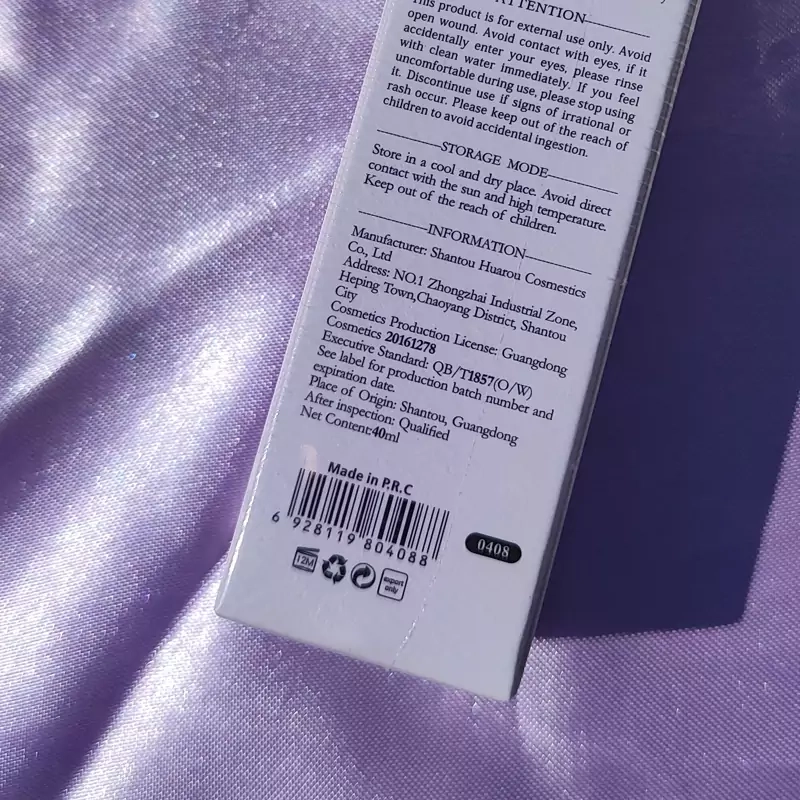 ATTENTION
This product is for external use only. Avoid
open wound. Avoid contact with eyes, if it
accidentally enter your eyes, please rinse
with clean water immediately. If you feel
uncomfortable during use, please stop using
it. Discontinue use if signs of irrational or
rash occur. Please keep out of the reach of
children to avoid accidental ingestion.
STORAGE MODE
Store in a cool and dry place. Avoid direct
contact with the sun and high temperature.
Keep out of the reach of children.
INFORMATION
Manufacturer: Shantou Huarou Cosmestics
Co., Ltd
Address: NO.1 Zhongzhai Industrial Zone,
Heping Town,Chaoyang District, Shantou
City
Cosmetics Production License: Guangdong
Cosmetics 20161278
Executive Standard: QB/T1857(O/W)
See label for production batch number and
expiration date.
Place of Origin: Shantou, Guangdong
After inspection: Qualified
Net Content:40ml
Made in P.R.C
6 928119 804088
0408
12M
export
only